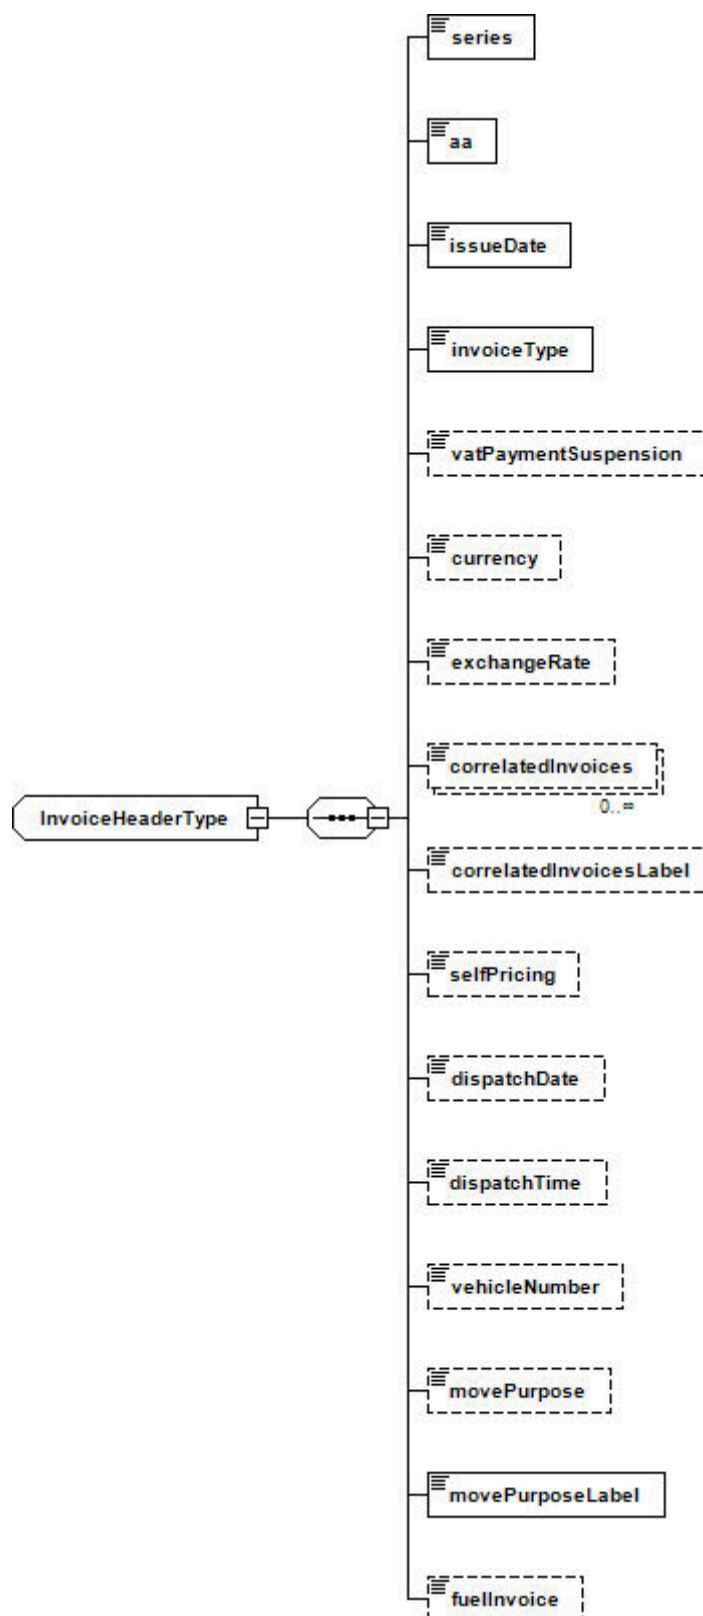 series
aa
issueDate
invoiceType
vatPaymentSuspension
currency
exchangeRate
correlatedInvoices
0..∞
InvoiceHeaderType
correlatedInvoicesLabel
selfPricing
dispatchDate
dispatchTime
vehicleNumber
movePurpose
movePurposeLabel
fuelInvoice